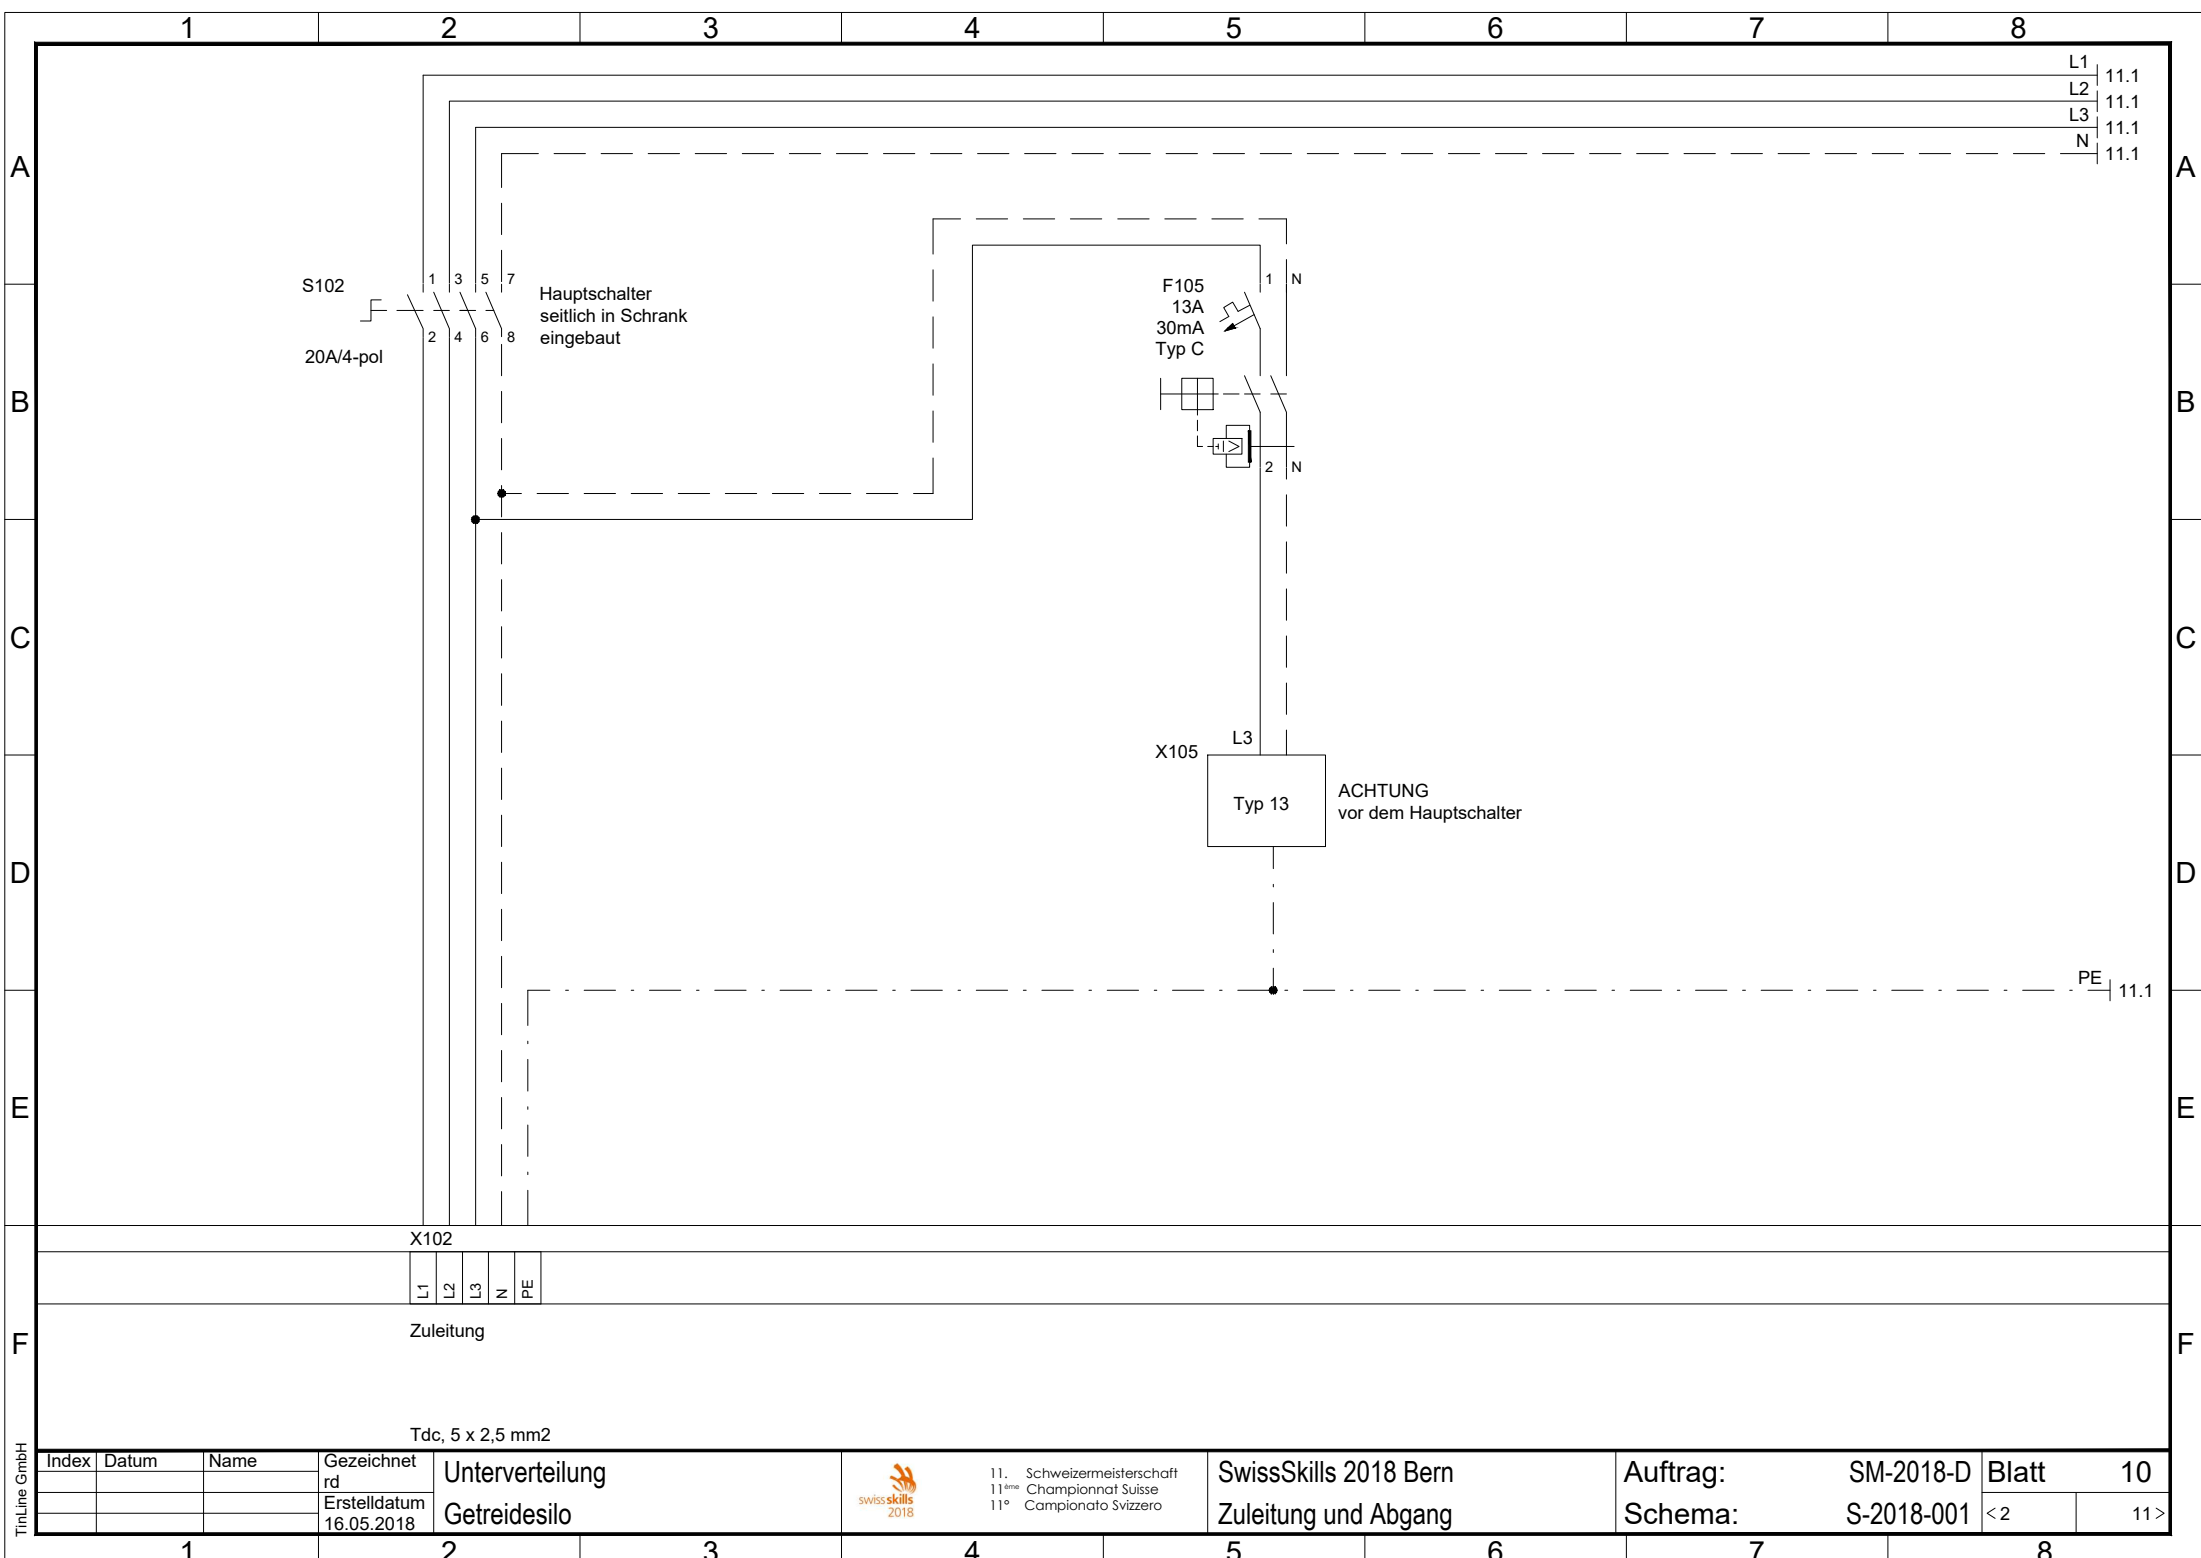 1 2 3 4 5 6 7 8
L1 11.1
L2 11.1
L3 11.1
N 11.1
A A
S102
1 3 5 7
2 4 6 8
20A/4-pol
Hauptschalter
seitlich in Schrank
eingebaut
F105
13A
30mA
Typ C
1 N
2 N
B B
C C
L3
X105
Typ 13
ACHTUNG
vor dem Hauptschalter
D D
PE 11.1
E E
X102
L1 L2 L3 N PE
Zuleitung
F F
Tdc, 5 x 2,5 mm2
TinLine GmbH
Index Datum Name
Gezeichnet
rd
Erstelldatum
16.05.2018
Unterverteilung
Getreidesilo
swissskills
2018
11. Schweizermeisterschaft
11ème Championnat Suisse
11° Campionato Svizzero
SwissSkills 2018 Bern
Zuleitung und Abgang
Auftrag: SM-2018-D
Schema: S-2018-001
Blatt 10
< 2 11 >
1 2 3 4 5 6 7 8